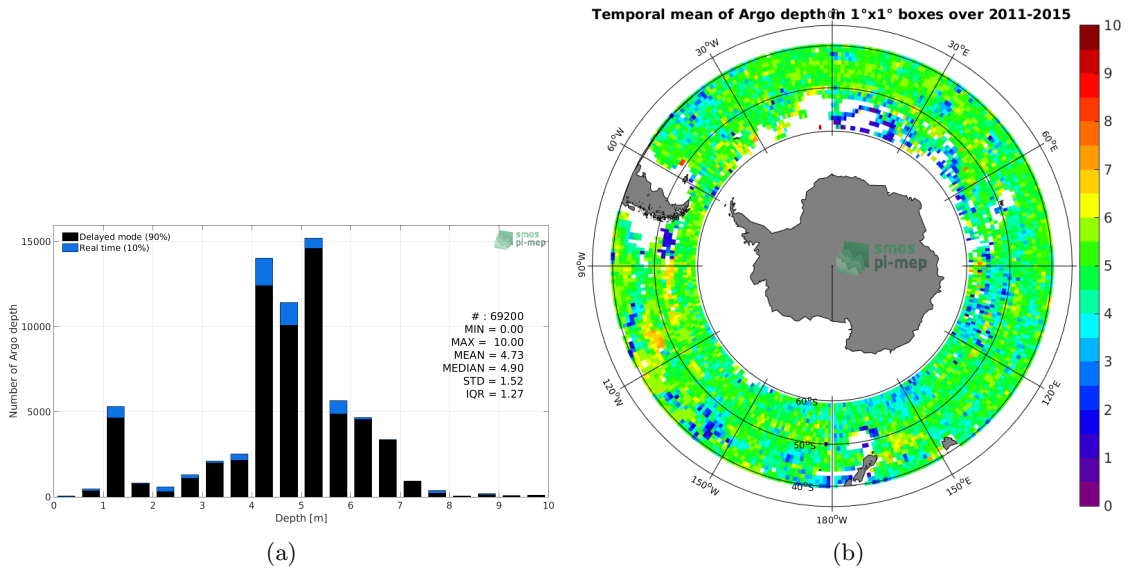 Delayed mode (90%)
Real time (10%)
smos
pi-mep
# : 69200
MIN = 0.00
MAX = 10.00
MEAN = 4.73
MEDIAN = 4.90
STD = 1.52
IQR = 1.27
Number of Argo depth
15000
10000
5000
0
0 1 2 3 4 5 6 7 8 9 10
Depth [m]
(a)
Temporal mean of Argo depth in 1°x1° boxes over 2011-2015
0°
30°W
30°E
60°W
60°E
90°W
120°W
120°E
150°W
150°E
180°W
60°S
50°S
40°S
smos
pi-mep
10
9
8
7
6
5
4
3
2
1
0
(b)